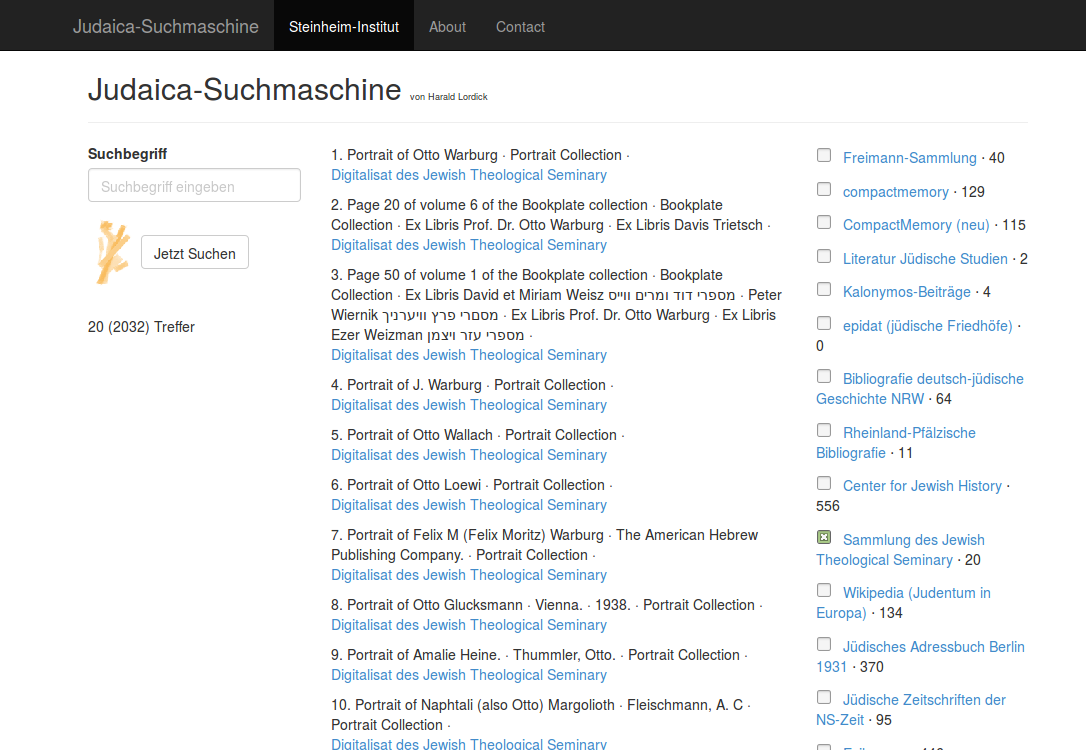 Judaica-Suchmaschine Steinheim-Institut About Contact
Judaica-Suchmaschine von Harald Lordick
Suchbegriff
Suchbegriff eingeben
Jetzt Suchen
20 (2032) Treffer
1. Portrait of Otto Warburg · Portrait Collection ·
Digitalisat des Jewish Theological Seminary
2. Page 20 of volume 6 of the Bookplate collection · Bookplate
Collection · Ex Libris Prof. Dr. Otto Warburg · Ex Libris Davis Trietsch ·
Digitalisat des Jewish Theological Seminary
3. Page 50 of volume 1 of the Bookplate collection · Bookplate
Collection · Ex Libris David et Miriam Weisz מספרי דוד ומרים ווייס · Peter
Wiernik מסםרי פרץ וויערניך · Ex Libris Prof. Dr. Otto Warburg · Ex Libris
Ezer Weizman מספרי עזר ויצמן ·
Digitalisat des Jewish Theological Seminary
4. Portrait of J. Warburg · Portrait Collection ·
Digitalisat des Jewish Theological Seminary
5. Portrait of Otto Wallach · Portrait Collection ·
Digitalisat des Jewish Theological Seminary
6. Portrait of Otto Loewi · Portrait Collection ·
Digitalisat des Jewish Theological Seminary
7. Portrait of Felix M (Felix Moritz) Warburg · The American Hebrew
Publishing Company. · Portrait Collection ·
Digitalisat des Jewish Theological Seminary
8. Portrait of Otto Glucksmann · Vienna. · 1938. · Portrait Collection ·
Digitalisat des Jewish Theological Seminary
9. Portrait of Amalie Heine. · Thummler, Otto. · Portrait Collection ·
Digitalisat des Jewish Theological Seminary
10. Portrait of Naphtali (also Otto) Margolioth · Fleischmann, A. C ·
Portrait Collection ·
Digitalisat des Jewish Theological Seminary
Freimann-Sammlung · 40
compactmemory · 129
CompactMemory (neu) · 115
Literatur Jüdische Studien · 2
Kalonymos-Beiträge · 4
epidat (jüdische Friedhöfe) ·
0
Bibliografie deutsch-jüdische
Geschichte NRW · 64
Rheinland-Pfälzische
Bibliografie · 11
Center for Jewish History ·
556
Sammlung des Jewish
Theological Seminary · 20
Wikipedia (Judentum in
Europa) · 134
Jüdisches Adressbuch Berlin
1931 · 370
Jüdische Zeitschriften der
NS-Zeit · 95